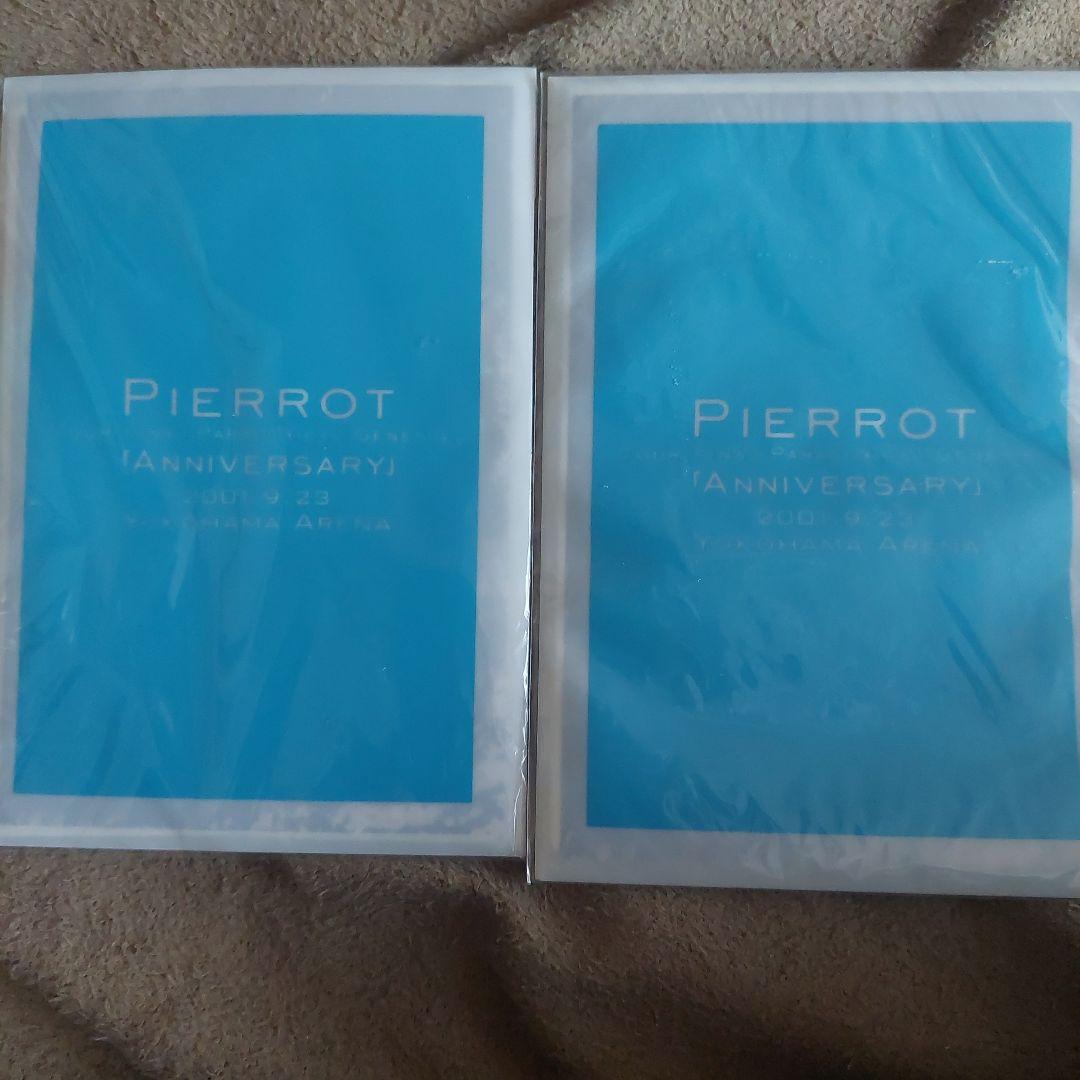 PIERROT
「ANNIVERSARY」
2001.9.23
YOKOHAMA ARENA
PIERROT
「ANNIVERSARY」
2001.9.23
YOKOHAMA ARENA